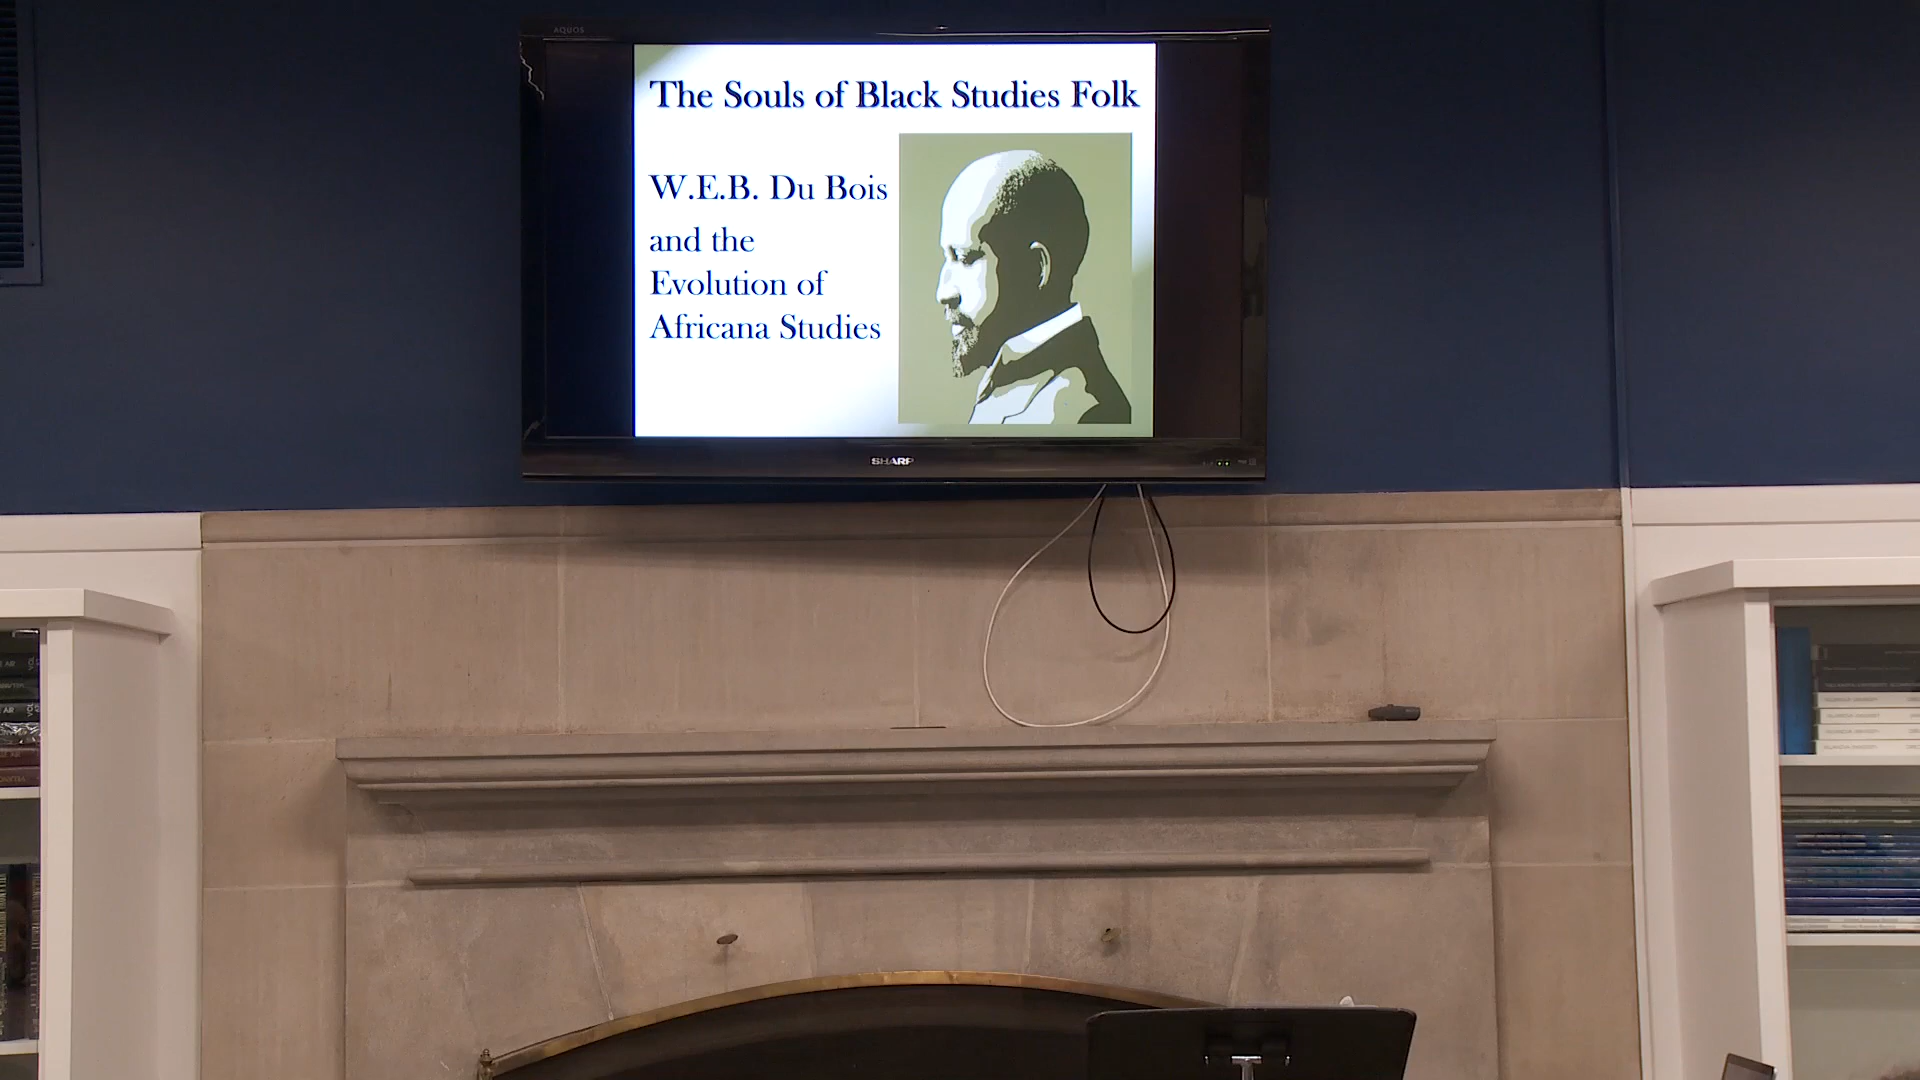 AQUOS
The Souls of Black Studies Folk
W.E.B. Du Bois
and the
Evolution of
Africana Studies
SHARP